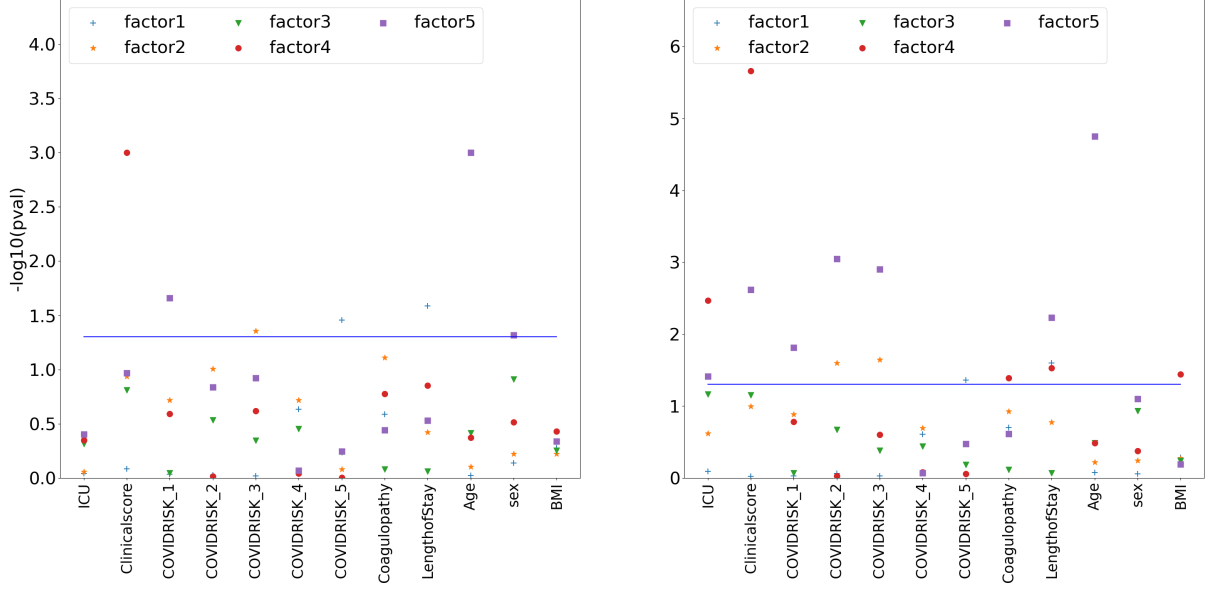 factor1 factor3 factor5
factor2 factor4
4.0
3.5
3.0
2.5
2.0
1.5
1.0
0.5
0.0
-log10(pval)
ICU
Clinicalscore
COVIDRISK_1
COVIDRISK_2
COVIDRISK_3
COVIDRISK_4
COVIDRISK_5
Coagulopathy
LengthofStay
Age
sex
BMI
factor1 factor3 factor5
factor2 factor4
6
5
4
3
2
1
0
ICU
Clinicalscore
COVIDRISK_1
COVIDRISK_2
COVIDRISK_3
COVIDRISK_4
COVIDRISK_5
Coagulopathy
LengthofStay
Age
sex
BMI